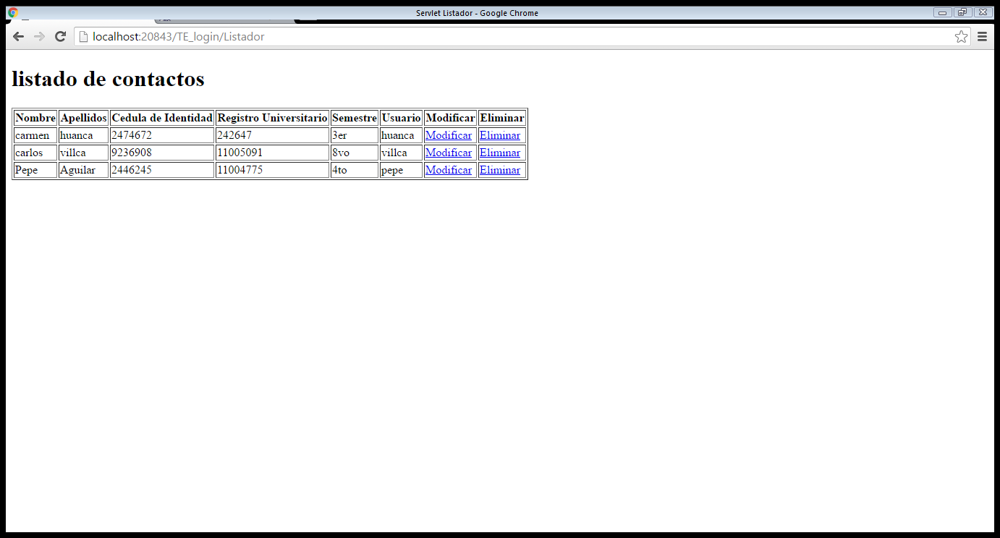 Servlet Listador - Google Chrome
localhost:20843/TE_login/Listador
listado de contactos
Nombre Apellidos Cedula de Identidad Registro Universitario Semestre Usuario Modificar Eliminar
carmen huanca 2474672 242647 3er huanca Modificar Eliminar
carlos villca 9236908 11005091 8vo villca Modificar Eliminar
Pepe Aguilar 2446245 11004775 4to pepe Modificar Eliminar